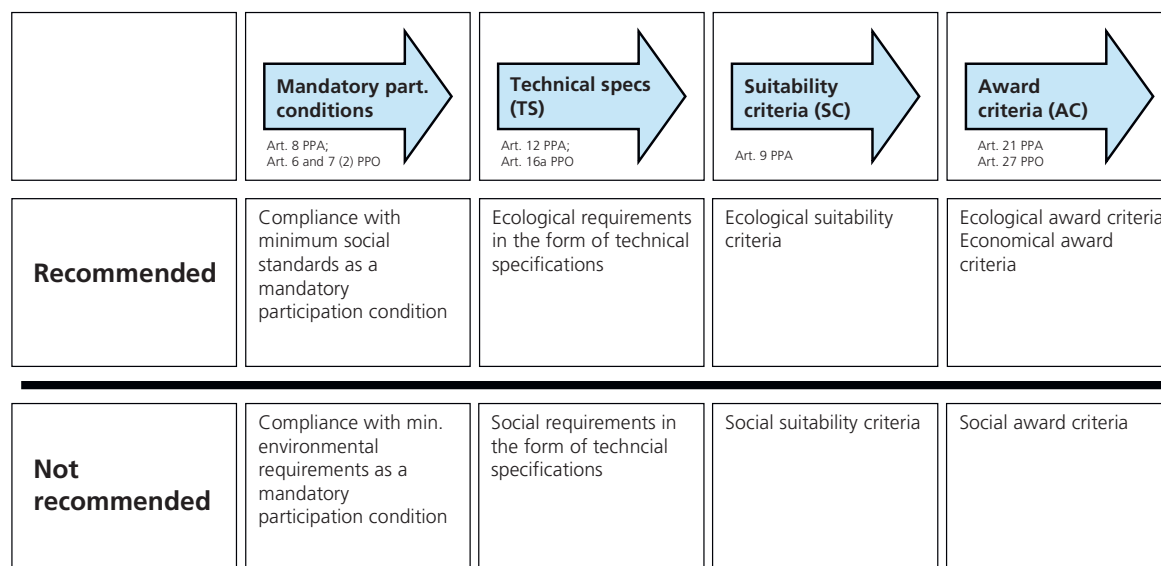 Mandatory part.
conditions
Art. 8 PPA;
Art. 6 and 7 (2) PPO
Technical specs
(TS)
Art. 12 PPA;
Art. 16a PPO
Suitability
criteria (SC)
Art. 9 PPA
Award
criteria (AC)
Art. 21 PPA
Art. 27 PPO
Recommended
Compliance with
minimum social
standards as a
mandatory
participation condition
Ecological requirements
in the form of technical
specifications
Ecological suitability
criteria
Ecological award criteria
Economical award
criteria
Not
recommended
Compliance with min.
environmental
requirements as a
mandatory
participation condition
Social requirements in
the form of techncial
specifications
Social suitability criteria
Social award criteria